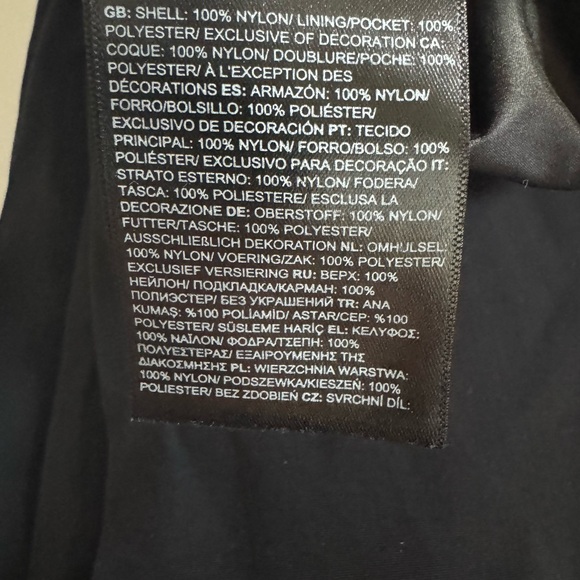 GB: SHELL: 100% NYLON/ LINING/POCKET: 100%
POLYESTER/ EXCLUSIVE OF DECORATION CA:
COQUE: 100% NYLON/ DOUBLURE/POCHE: 100%
POLYESTER/ À L'EXCEPTION DES
DÉCORATIONS ES: ARMAZÓN: 100% NYLON/
FORRO/BOLSILLO: 100% POLIÉSTER/
EXCLUSIVO DE DECORACIÓN PT: TECIDO
PRINCIPAL: 100% NYLON/ FORRO/BOLSO: 100%
POLIÉSTER/ EXCLUSIVO PARA DECORAÇÃO IT:
STRATO ESTERNO: 100% NYLON/ FODERA/
TASCA: 100% POLIESTERE/ ESCLUSA LA
DECORAZIONE DE: OBERSTOFF: 100% NYLON/
FUTTER/TASCHE: 100% POLYESTER/
AUSSCHLIEßLICH DEKORATION NL: OMHULSEL:
100% NYLON/ VOERING/ZAK: 100% POLYESTER/
EXCLUSIEF VERSIERING RU: ВЕРХ: 100%
НЕЙЛОН/ ПОДКЛАДКА/КАРМАН: 100%
ПОЛИЭСТЕР/ БЕЗ УКРАШЕНИЙ TR: ANA
KUMAŞ: %100 POLİAMİD/ ASTAR/CEP: %100
POLYESTER/ SÜSLEME HARİÇ EL: ΚΕΛΥΦΟΣ:
100% ΝΑΪΛΟΝ/ ΦΟΔΡΑ/ΤΣΕΠΗ: 100%
ΠΟΛΥΕΣΤΕΡΑΣ/ ΕΞΑΙΡΟΥΜΕΝΗΣ ΤΗΣ
ΔΙΑΚΟΣΜΗΣΗΣ PL: WIERZCHNIA WARSTWA:
100% NYLON/ PODSZEWKA/KIESZEŃ: 100%
POLIESTER/ BEZ ZDOBIEŃ CZ: SVRCHNÍ DÍL: